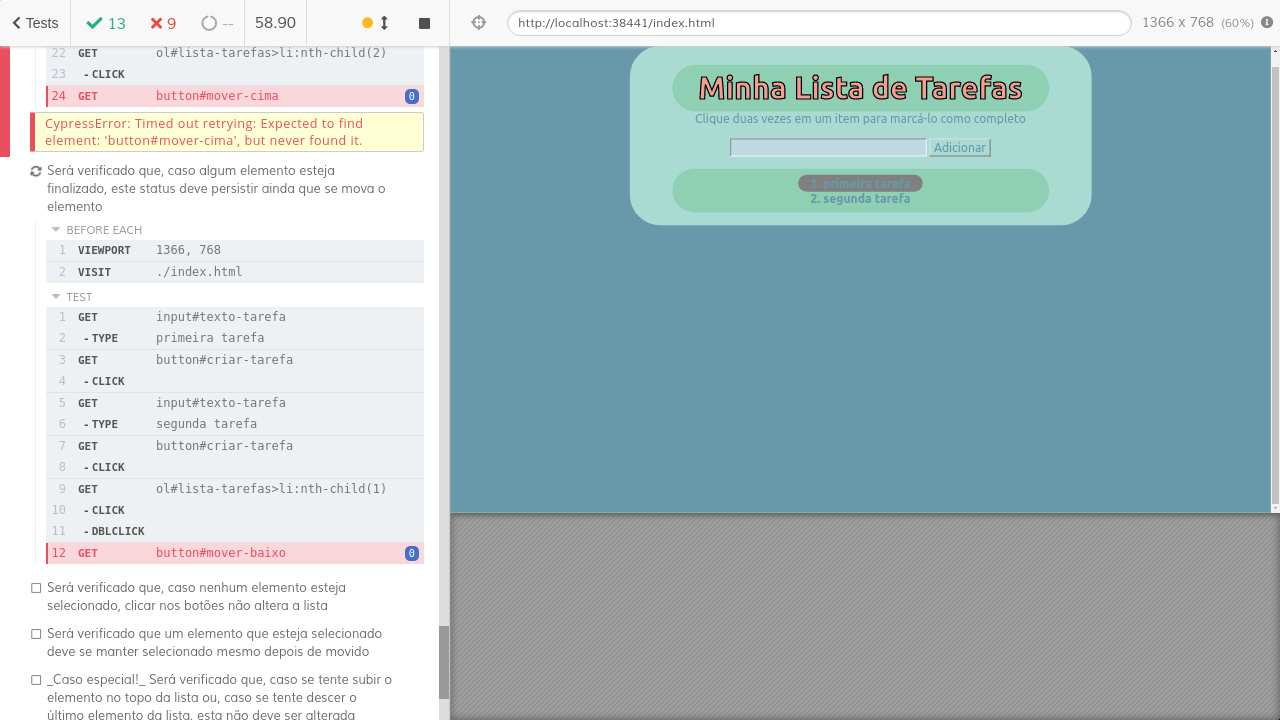 Tests 13 9 -- 58.90 http://localhost:38441/index.html 1366 x 768 (60%)
22 GET ol#lista-tarefas>li:nth-child(2)
23 - CLICK
24 GET button#mover-cima 0
CypressError: Timed out retrying: Expected to find
element: 'button#mover-cima', but never found it.
Será verificado que, caso algum elemento esteja
finalizado, este status deve persistir ainda que se mova o
elemento
BEFORE EACH
1 VIEWPORT 1366, 768
2 VISIT ./index.html
TEST
1 GET input#texto-tarefa
2 - TYPE primeira tarefa
3 GET button#criar-tarefa
4 - CLICK
5 GET input#texto-tarefa
6 - TYPE segunda tarefa
7 GET button#criar-tarefa
8 - CLICK
9 GET ol#lista-tarefas>li:nth-child(1)
10 - CLICK
11 - DBLCLICK
12 GET button#mover-baixo 0
Será verificado que, caso nenhum elemento esteja
selecionado, clicar nos botões não altera a lista
Será verificado que um elemento que esteja selecionado
deve se manter selecionado mesmo depois de movido
_Caso especial!_ Será verificado que, caso se tente subir o
elemento no topo da lista ou, caso se tente descer o
último elemento da lista, esta não deve ser alterada
Minha Lista de Tarefas
Clique duas vezes em um item para marcá-lo como completo
Adicionar
1. primeira tarefa
2. segunda tarefa